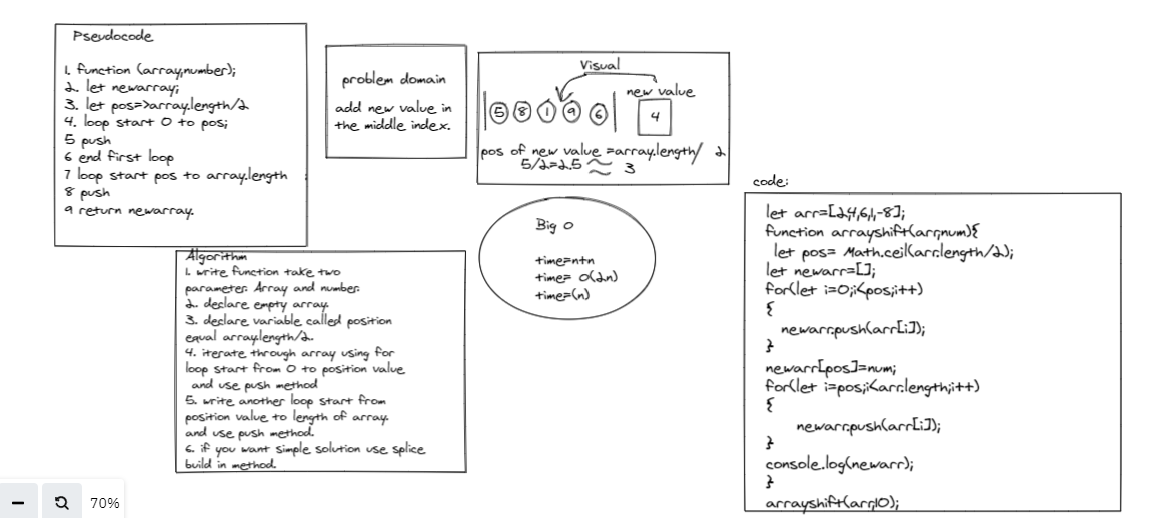 Pseudocode
1. function (array,number);
2. let newarray;
3. let pos=>array.length/2
4. loop start 0 to pos;
5 push
6 end first loop
7 loop start pos to array.length
8 push
9 return newarray.
problem domain
add new value in
the middle index.
Visual
new value
5 8 1 9 6
4
pos of new value =array.length/ 2
5/2=2.5 ≈ 3
Algorithm
1. write function take two
parameter. Array and number.
2. declare empty array.
3. declare variable called position
equal array.length/2.
4. iterate through array using for
loop start from 0 to position value
and use push method
5. write another loop start from
position value to length of array.
and use push method.
6. if you want simple solution use splice
build in method.
Big o
time=n+n
time= o(2n)
time=(n)
code:
let arr=[2,4,6,1,-8];
function arrayshift(arr,num){
let pos= Math.ceil(arr.length/2);
let newarr=[];
for(let i=0;i<pos;i++)
{
newarr.push(arr[i]);
}
newarr[pos]=num;
for(let i=pos;i<arr.length;i++)
{
newarr.push(arr[i]);
}
console.log(newarr);
}
arrayshift(arr,10);
70%